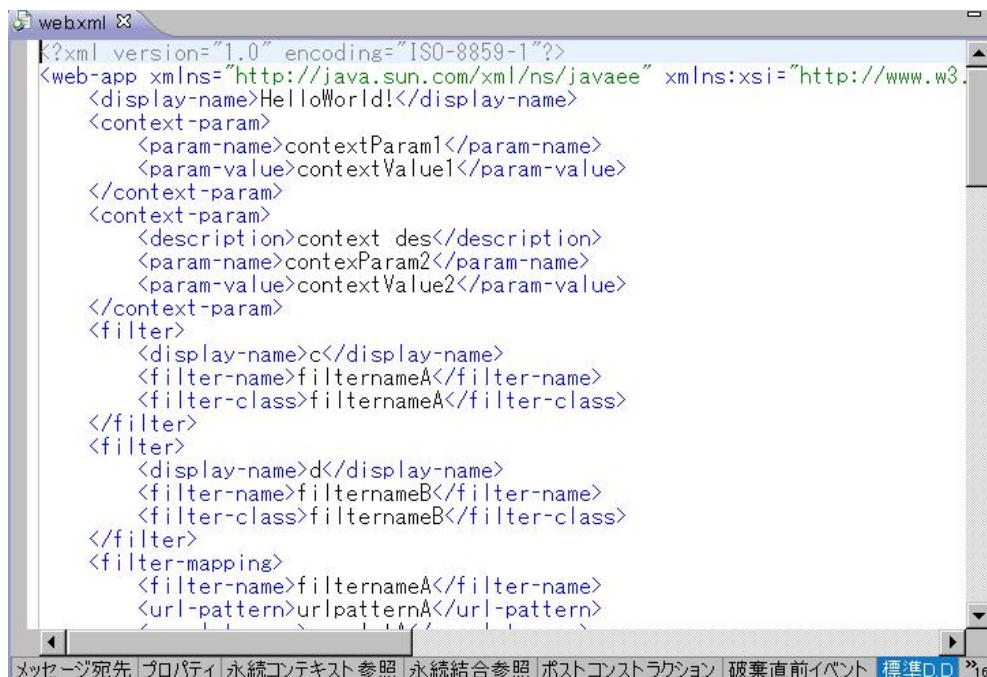 web.xml
<?xml version="1.0" encoding="ISO-8859-1"?>
<web-app xmlns="http://java.sun.com/xml/ns/javaee" xmlns:xsi="http://www.w3.
<display-name>HelloWorld!</display-name>
<context-param>
<param-name>contextParam1</param-name>
<param-value>contextValue1</param-value>
</context-param>
<context-param>
<description>context des</description>
<param-name>contexParam2</param-name>
<param-value>contextValue2</param-value>
</context-param>
<filter>
<display-name>c</display-name>
<filter-name>filternameA</filter-name>
<filter-class>filternameA</filter-class>
</filter>
<filter>
<display-name>d</display-name>
<filter-name>filternameB</filter-name>
<filter-class>filternameB</filter-class>
</filter>
<filter-mapping>
<filter-name>filternameA</filter-name>
<url-pattern>urlpatternA</url-pattern>
メッセージ宛先 プロパティ 永続コンテキスト参照 永続結合参照 ポストコンストラクション 破棄直前イベント 標準D.D »16